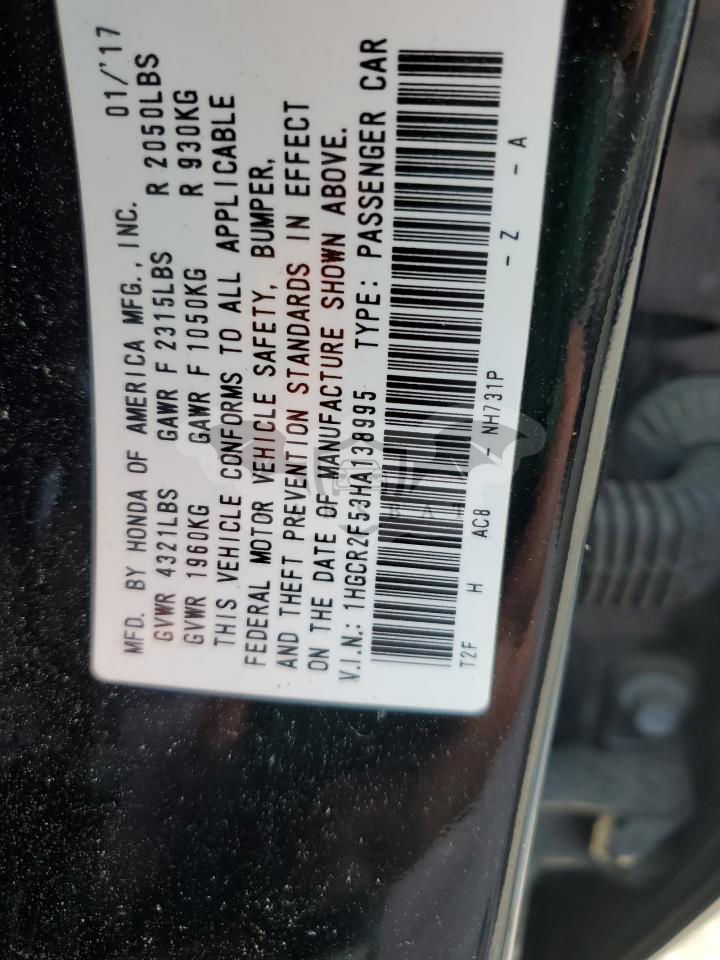 MFD. BY HONDA OF AMERICA MFG., INC. 01/'17
GVWR 4321LBS GAWR F 2315LBS R 2050LBS
GVWR 1960KG GAWR F 1050KG R 930KG
THIS VEHICLE CONFORMS TO ALL APPLICABLE
FEDERAL MOTOR VEHICLE SAFETY, BUMPER,
AND THEFT PREVENTION STANDARDS IN EFFECT
ON THE DATE OF MANUFACTURE SHOWN ABOVE.
V.I.N.: 1HGCR2F53HA138995 TYPE: PASSENGER CAR
T2F H AC8 - NH731P - Z - A